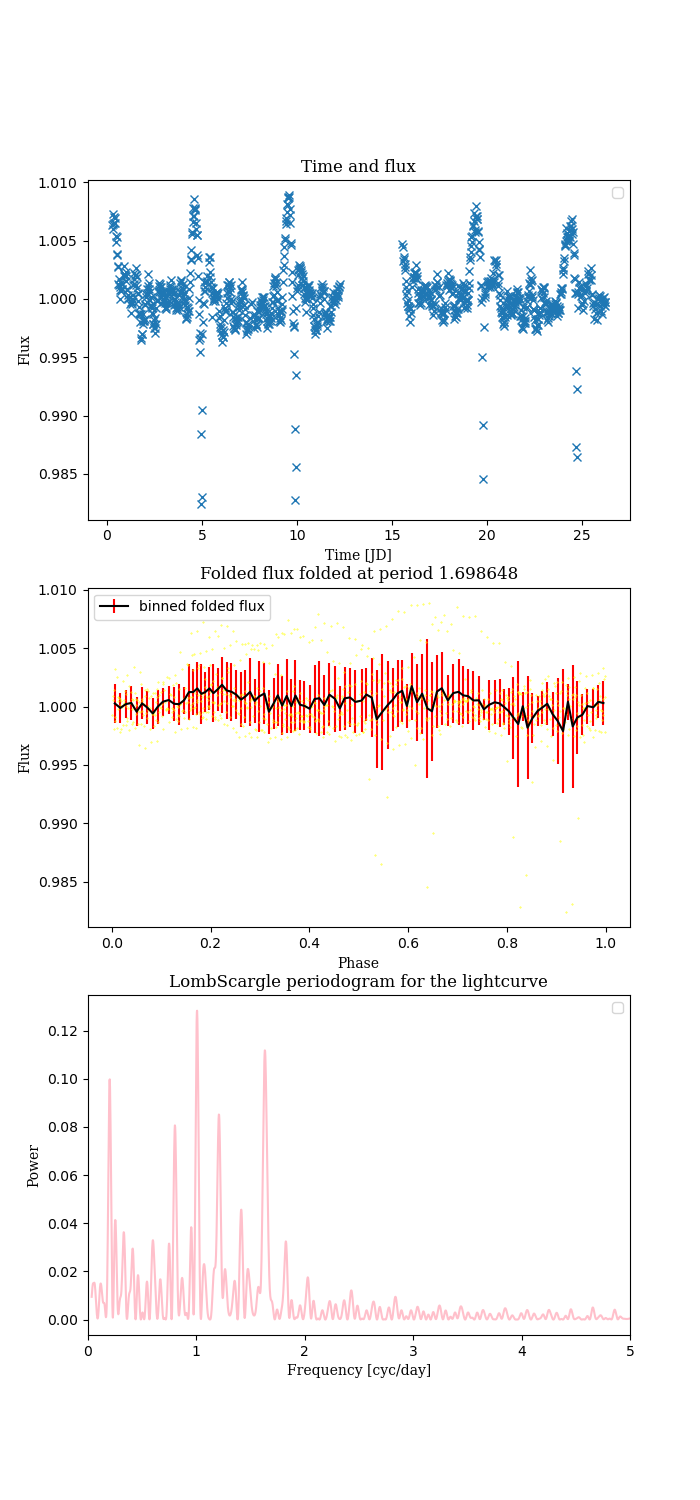 Time and flux
1.010
1.005
1.000
0.995
0.990
0.985
Flux
0 5 10 15 20 25
Time [JD]
Folded flux folded at period 1.698648
binned folded flux
1.010
1.005
1.000
0.995
0.990
0.985
Flux
0.0 0.2 0.4 0.6 0.8 1.0
Phase
LombScargle periodogram for the lightcurve
0.12
0.10
0.08
0.06
0.04
0.02
0.00
Power
0 1 2 3 4 5
Frequency [cyc/day]